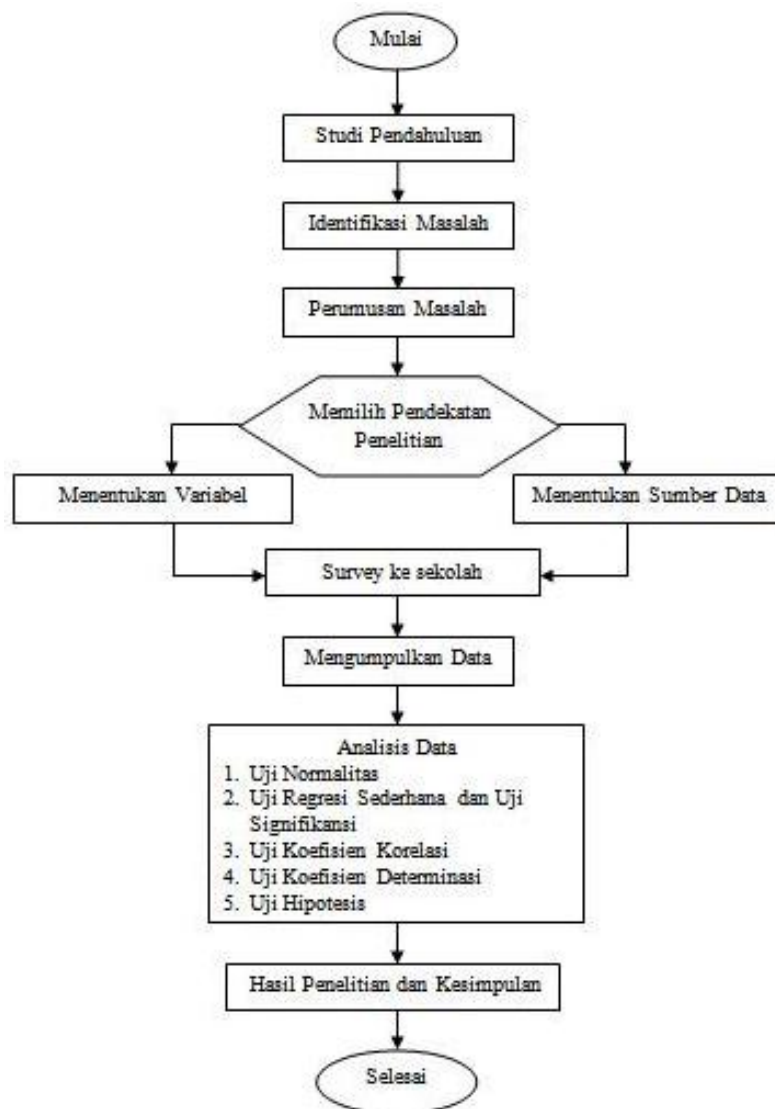 Mulai
Studi Pendahuluan
Identifikasi Masalah
Perumusan Masalah
Memilih Pendekatan
Penelitian
Menentukan Variabel
Menentukan Sumber Data
Survey ke sekolah
Mengumpulkan Data
Analisis Data
1. Uji Normalitas
2. Uji Regresi Sederhana dan Uji
Signifikansi
3. Uji Koefisien Korelasi
4. Uji Koefisien Determinasi
5. Uji Hipotesis
Hasil Penelitian dan Kesimpulan
Selesai